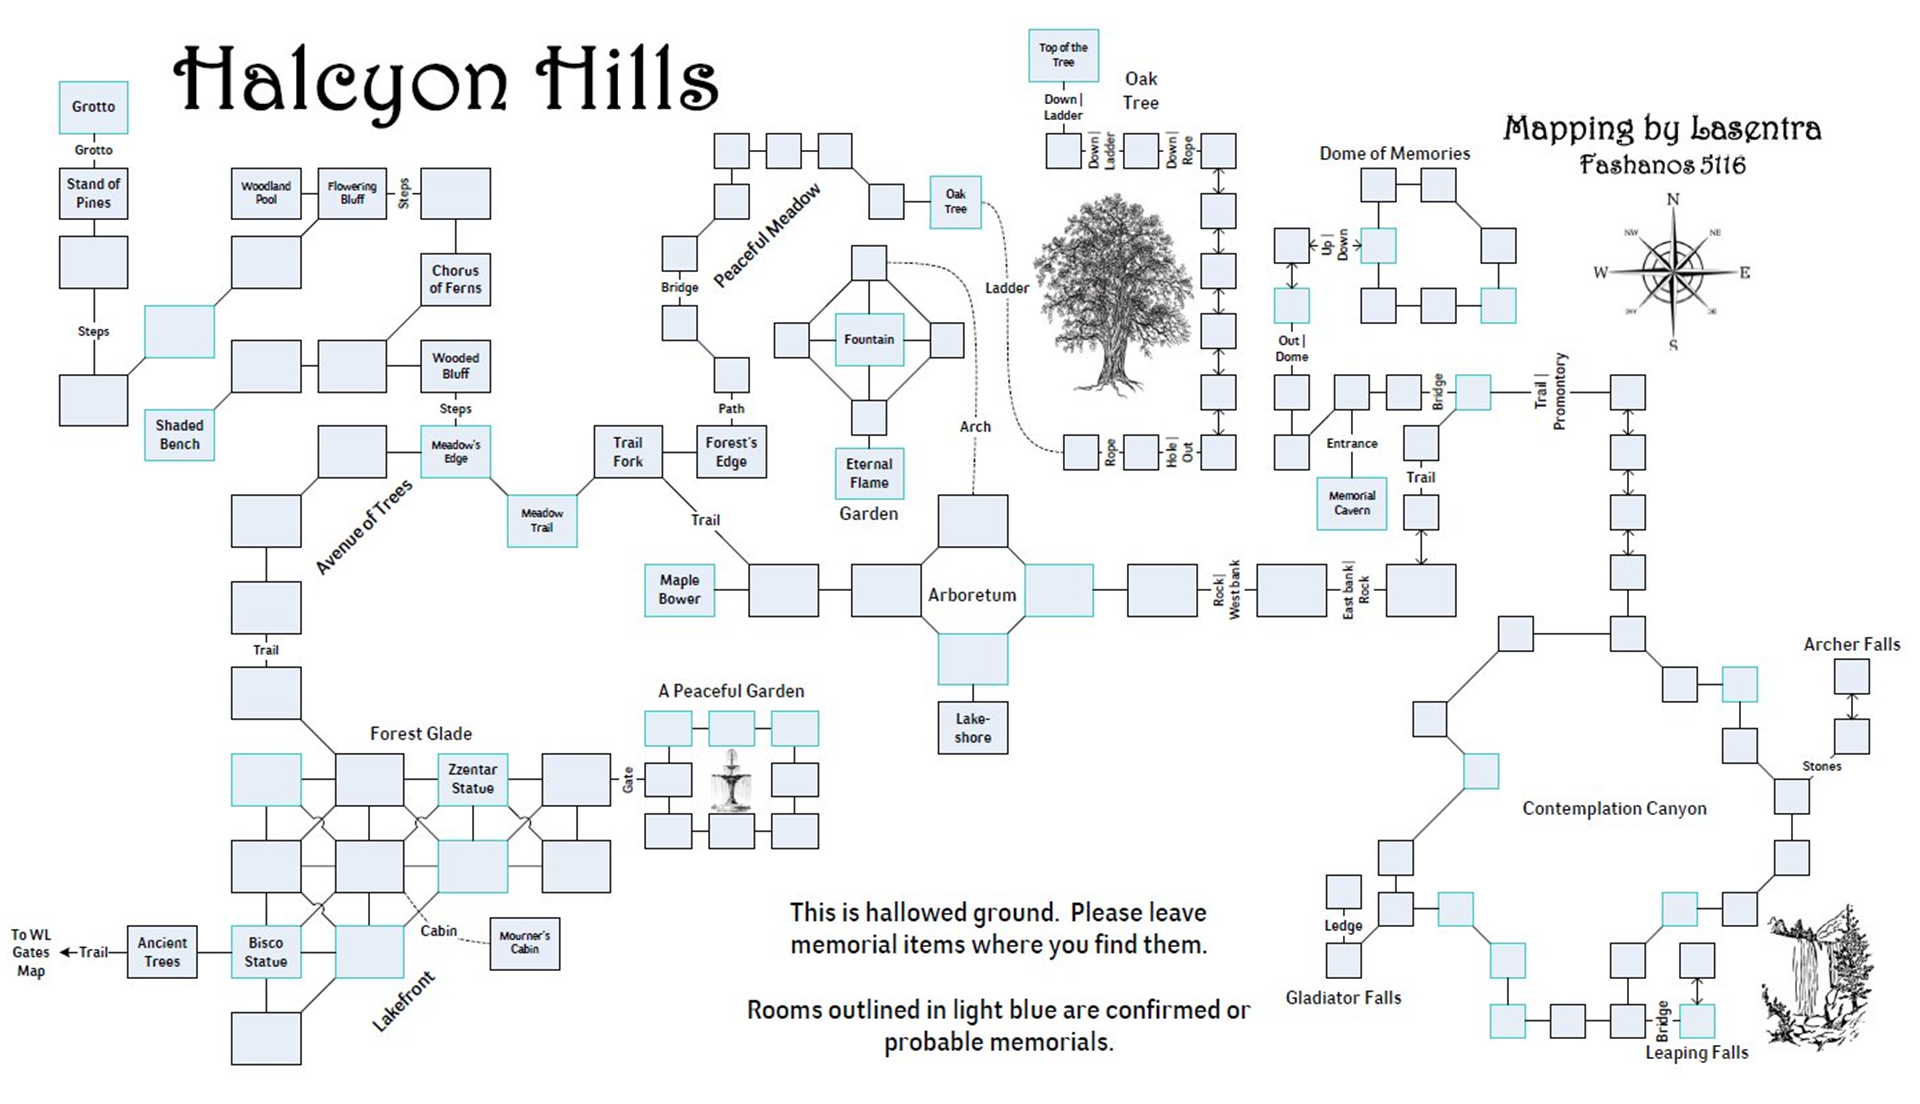 Halcyon Hills
Mapping by Lasentra
Fashanos 5116
N
NW
NE
W
E
SW
SE
S
Grotto
Grotto
Stand of
Pines
Steps
Woodland
Pool
Flowering
Bluff
Steps
Chorus
of Ferns
Wooded
Bluff
Steps
Shaded
Bench
Meadow's
Edge
Avenue of Trees
Meadow
Trail
Trail
Fork
Forest's
Edge
Path
Bridge
Peaceful Meadow
Oak
Tree
Ladder
Top of the
Tree
Oak
Tree
Down |
Ladder
Down |
Ladder
Down |
Rope
Rope
Hole |
Out
Fountain
Arch
Eternal
Flame
Garden
Trail
Maple
Bower
Arboretum
Lake-
shore
Rock |
West bank
East bank |
Rock
Dome of Memories
Up |
Down
Out |
Dome
Entrance
Memorial
Cavern
Bridge
Trail
Trail |
Promontory
Trail
Forest Glade
Zzentar
Statue
Gate
A Peaceful Garden
Cabin
Mourner's
Cabin
To WL
Gates
Map
Trail
Ancient
Trees
Bisco
Statue
Lakefront
Archer Falls
Stones
Contemplation Canyon
Ledge
Gladiator Falls
Bridge
Leaping Falls
This is hallowed ground. Please leave
memorial items where you find them.
Rooms outlined in light blue are confirmed or
probable memorials.